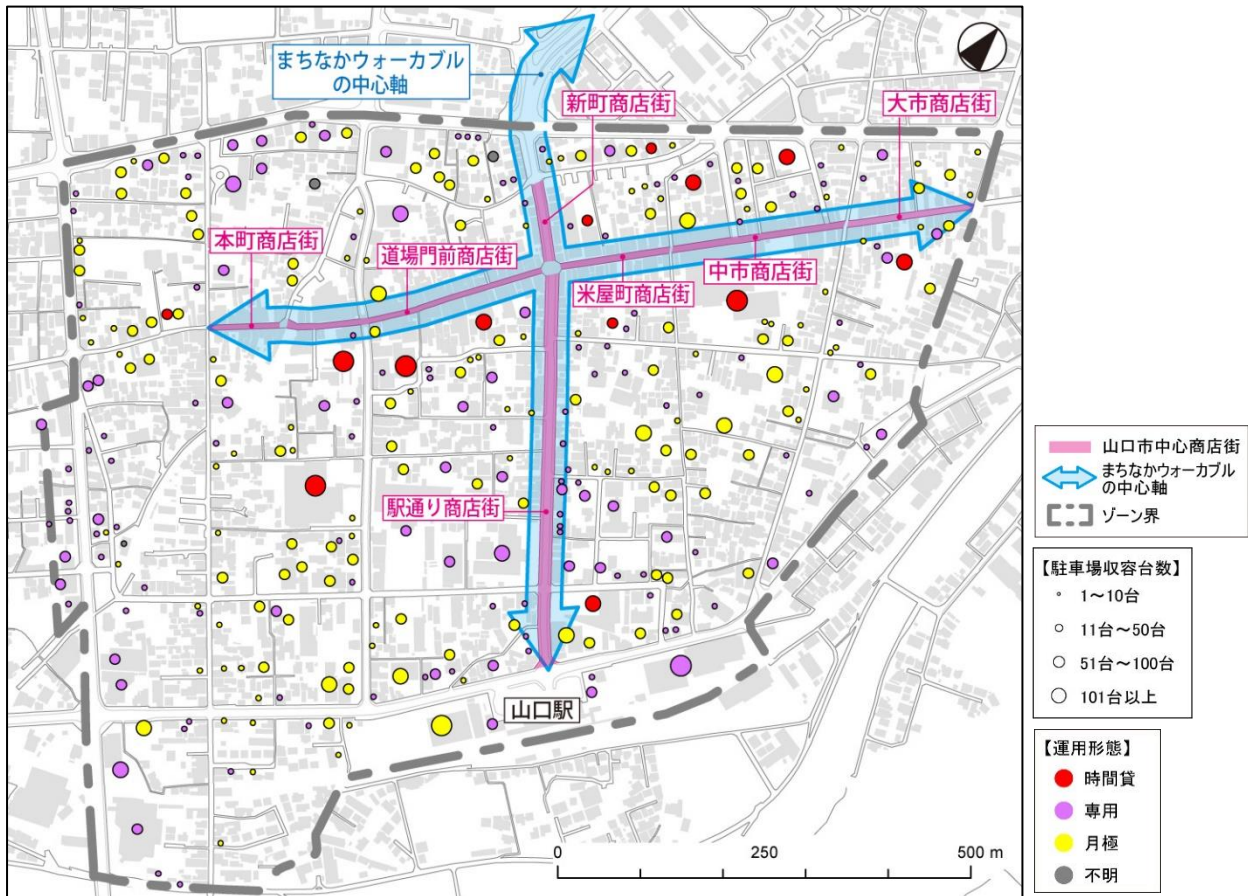 まちなかウォーカブル
の中心軸
新町商店街
大市商店街
本町商店街
道場門前商店街
米屋町商店街
中市商店街
駅通り商店街
山口駅
0 250 500 m
山口市中心商店街
まちなかウォーカブル
の中心軸
ゾーン界
【駐車場収容台数】
1~10台
11台~50台
51台~100台
101台以上
【運用形態】
時間貸
専用
月極
不明